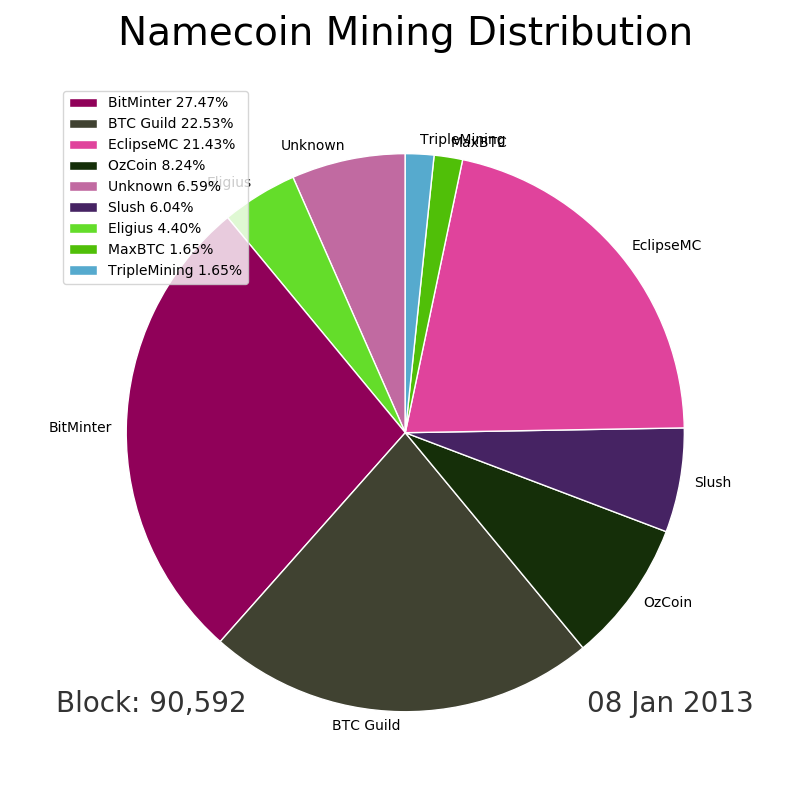 Namecoin Mining Distribution
BitMinter 27.47%
BTC Guild 22.53%
EclipseMC 21.43%
OzCoin 8.24%
Unknown 6.59%
Slush 6.04%
Eligius 4.40%
MaxBTC 1.65%
TripleMining 1.65%
TripleMining
MaxBTC
Unknown
Eligius
EclipseMC
BitMinter
Slush
OzCoin
BTC Guild
Block: 90,592
08 Jan 2013